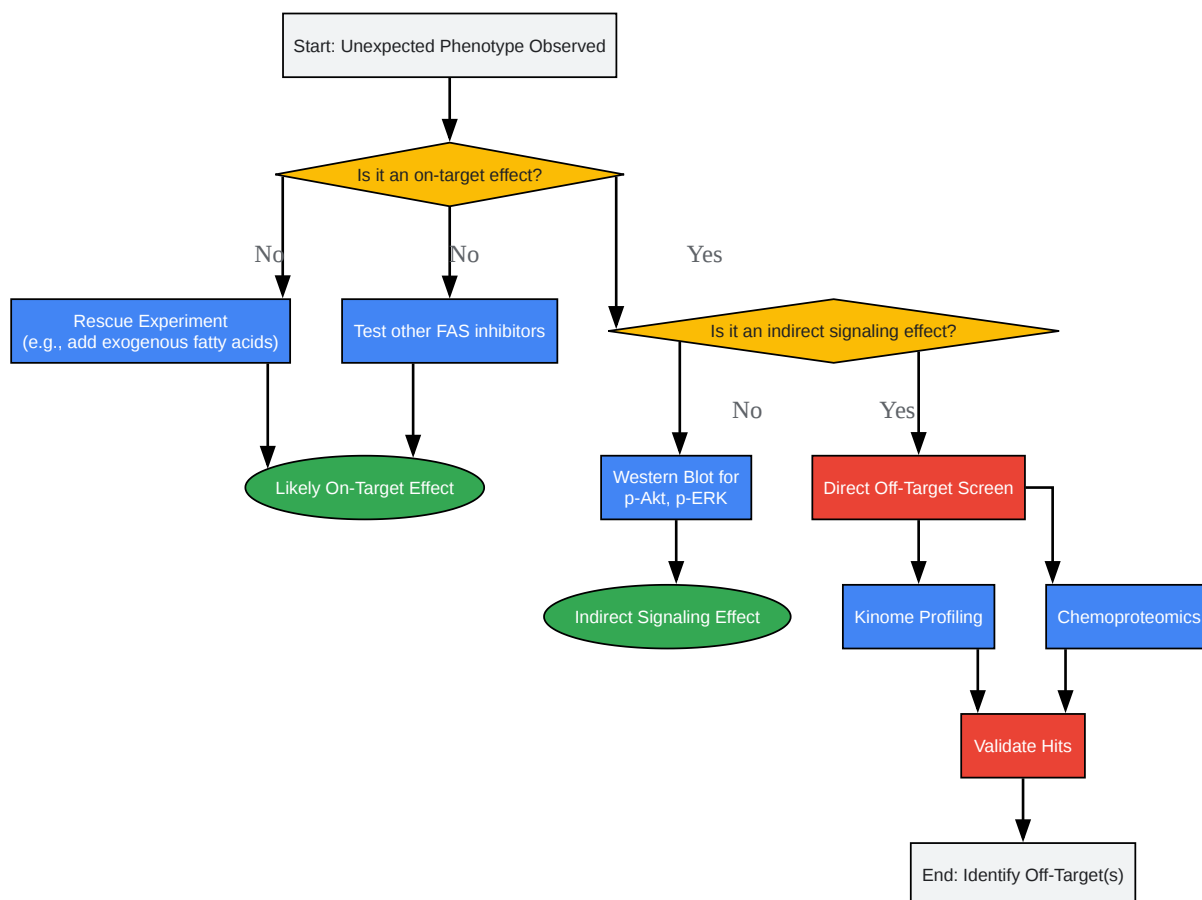 Start: Unexpected Phenotype Observed
Is it an on-target effect?
No
No
Yes
Rescue Experiment
(e.g., add exogenous fatty acids)
Test other FAS inhibitors
Is it an indirect signaling effect?
No
Yes
Likely On-Target Effect
Western Blot for
p-Akt, p-ERK
Direct Off-Target Screen
Indirect Signaling Effect
Kinome Profiling
Chemoproteomics
Validate Hits
End: Identify Off-Target(s)